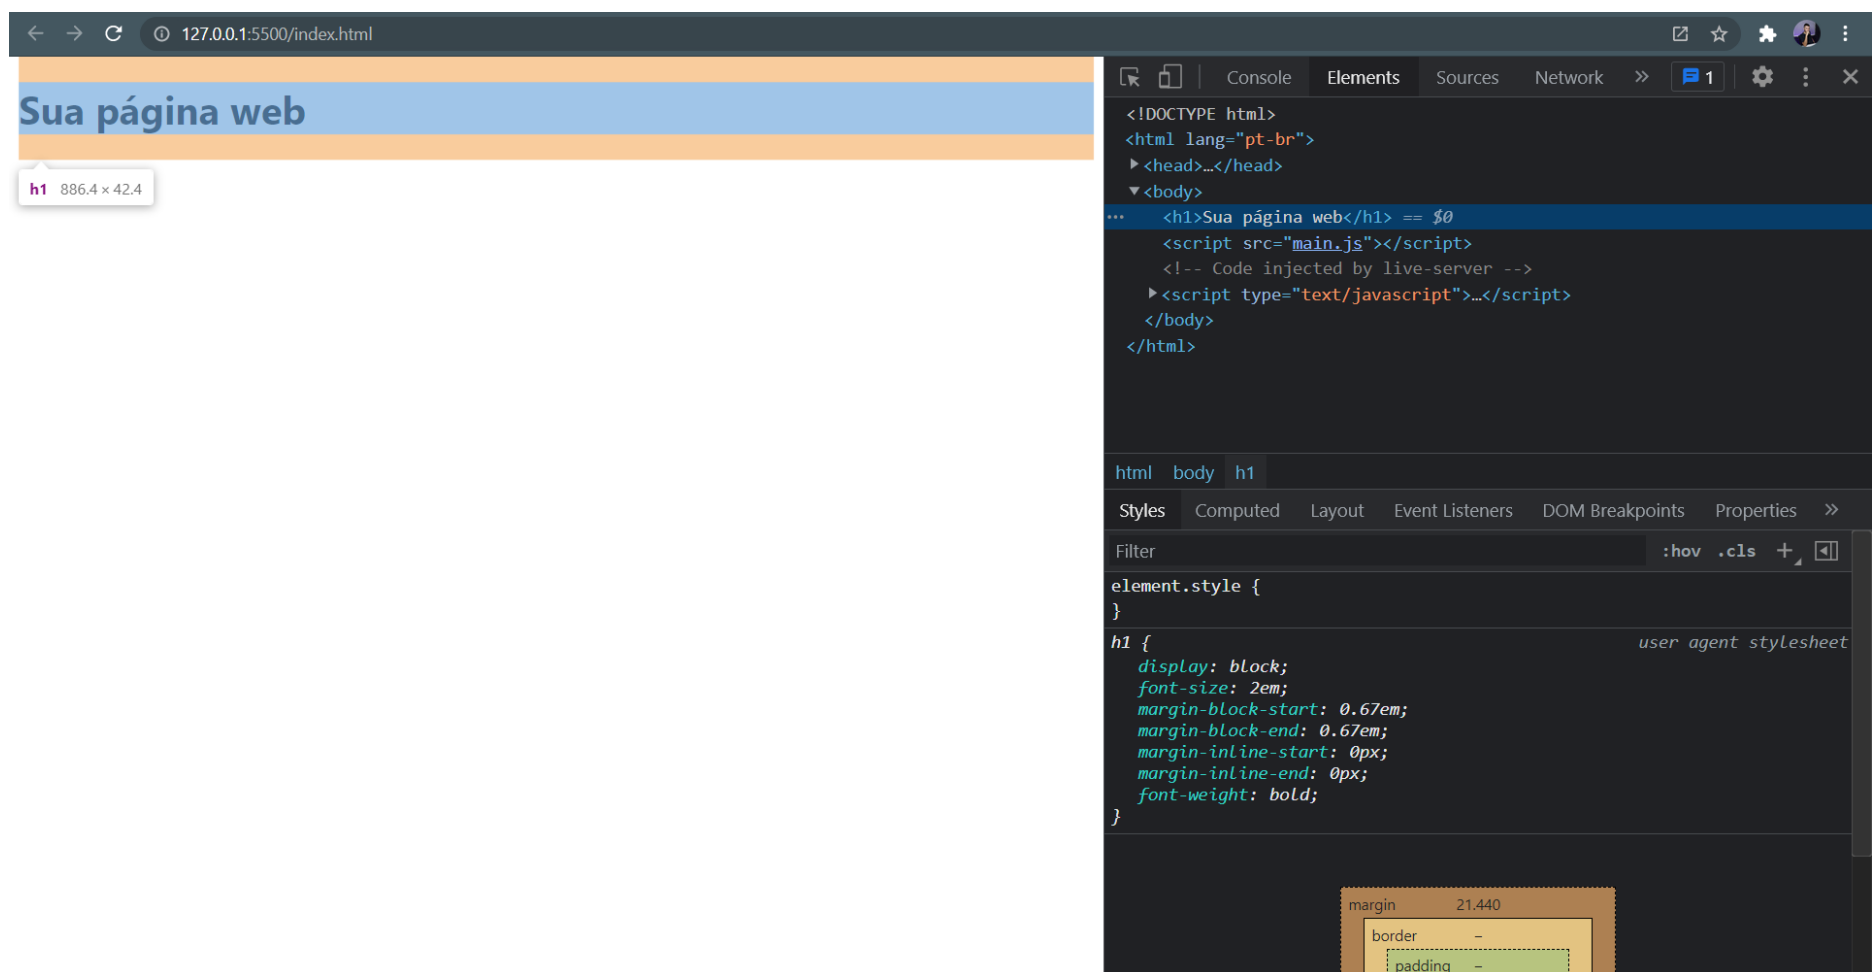 127.0.0.1:5500/index.html
Sua página web
h1 886.4 × 42.4
Console Elements Sources Network » 1
<!DOCTYPE html>
<html lang="pt-br">
<head>…</head>
<body>
<h1>Sua página web</h1> == $0
<script src="main.js"></script>
<!-- Code injected by live-server -->
<script type="text/javascript">…</script>
</body>
</html>
html body h1
Styles Computed Layout Event Listeners DOM Breakpoints Properties »
Filter :hov .cls +
element.style {
}
h1 { user agent stylesheet
display: block;
font-size: 2em;
margin-block-start: 0.67em;
margin-block-end: 0.67em;
margin-inline-start: 0px;
margin-inline-end: 0px;
font-weight: bold;
}
margin 21.440
border –
padding –